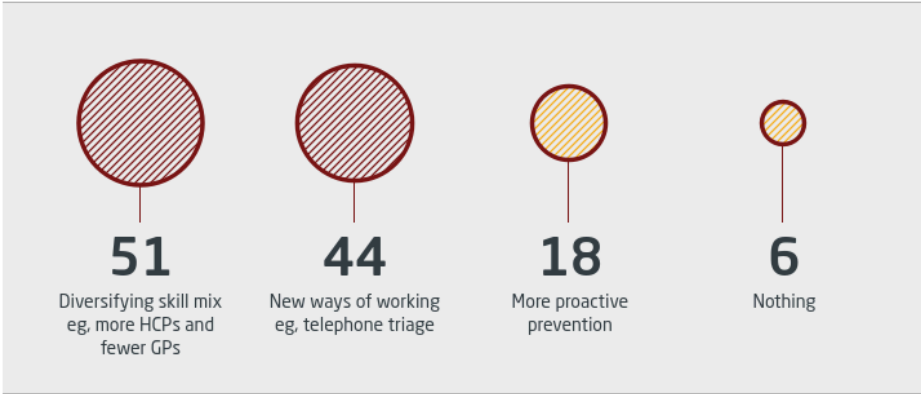 51
Diversifying skill mix
eg, more HCPs and
fewer GPs
44
New ways of working
eg, telephone triage
18
More proactive
prevention
6
Nothing